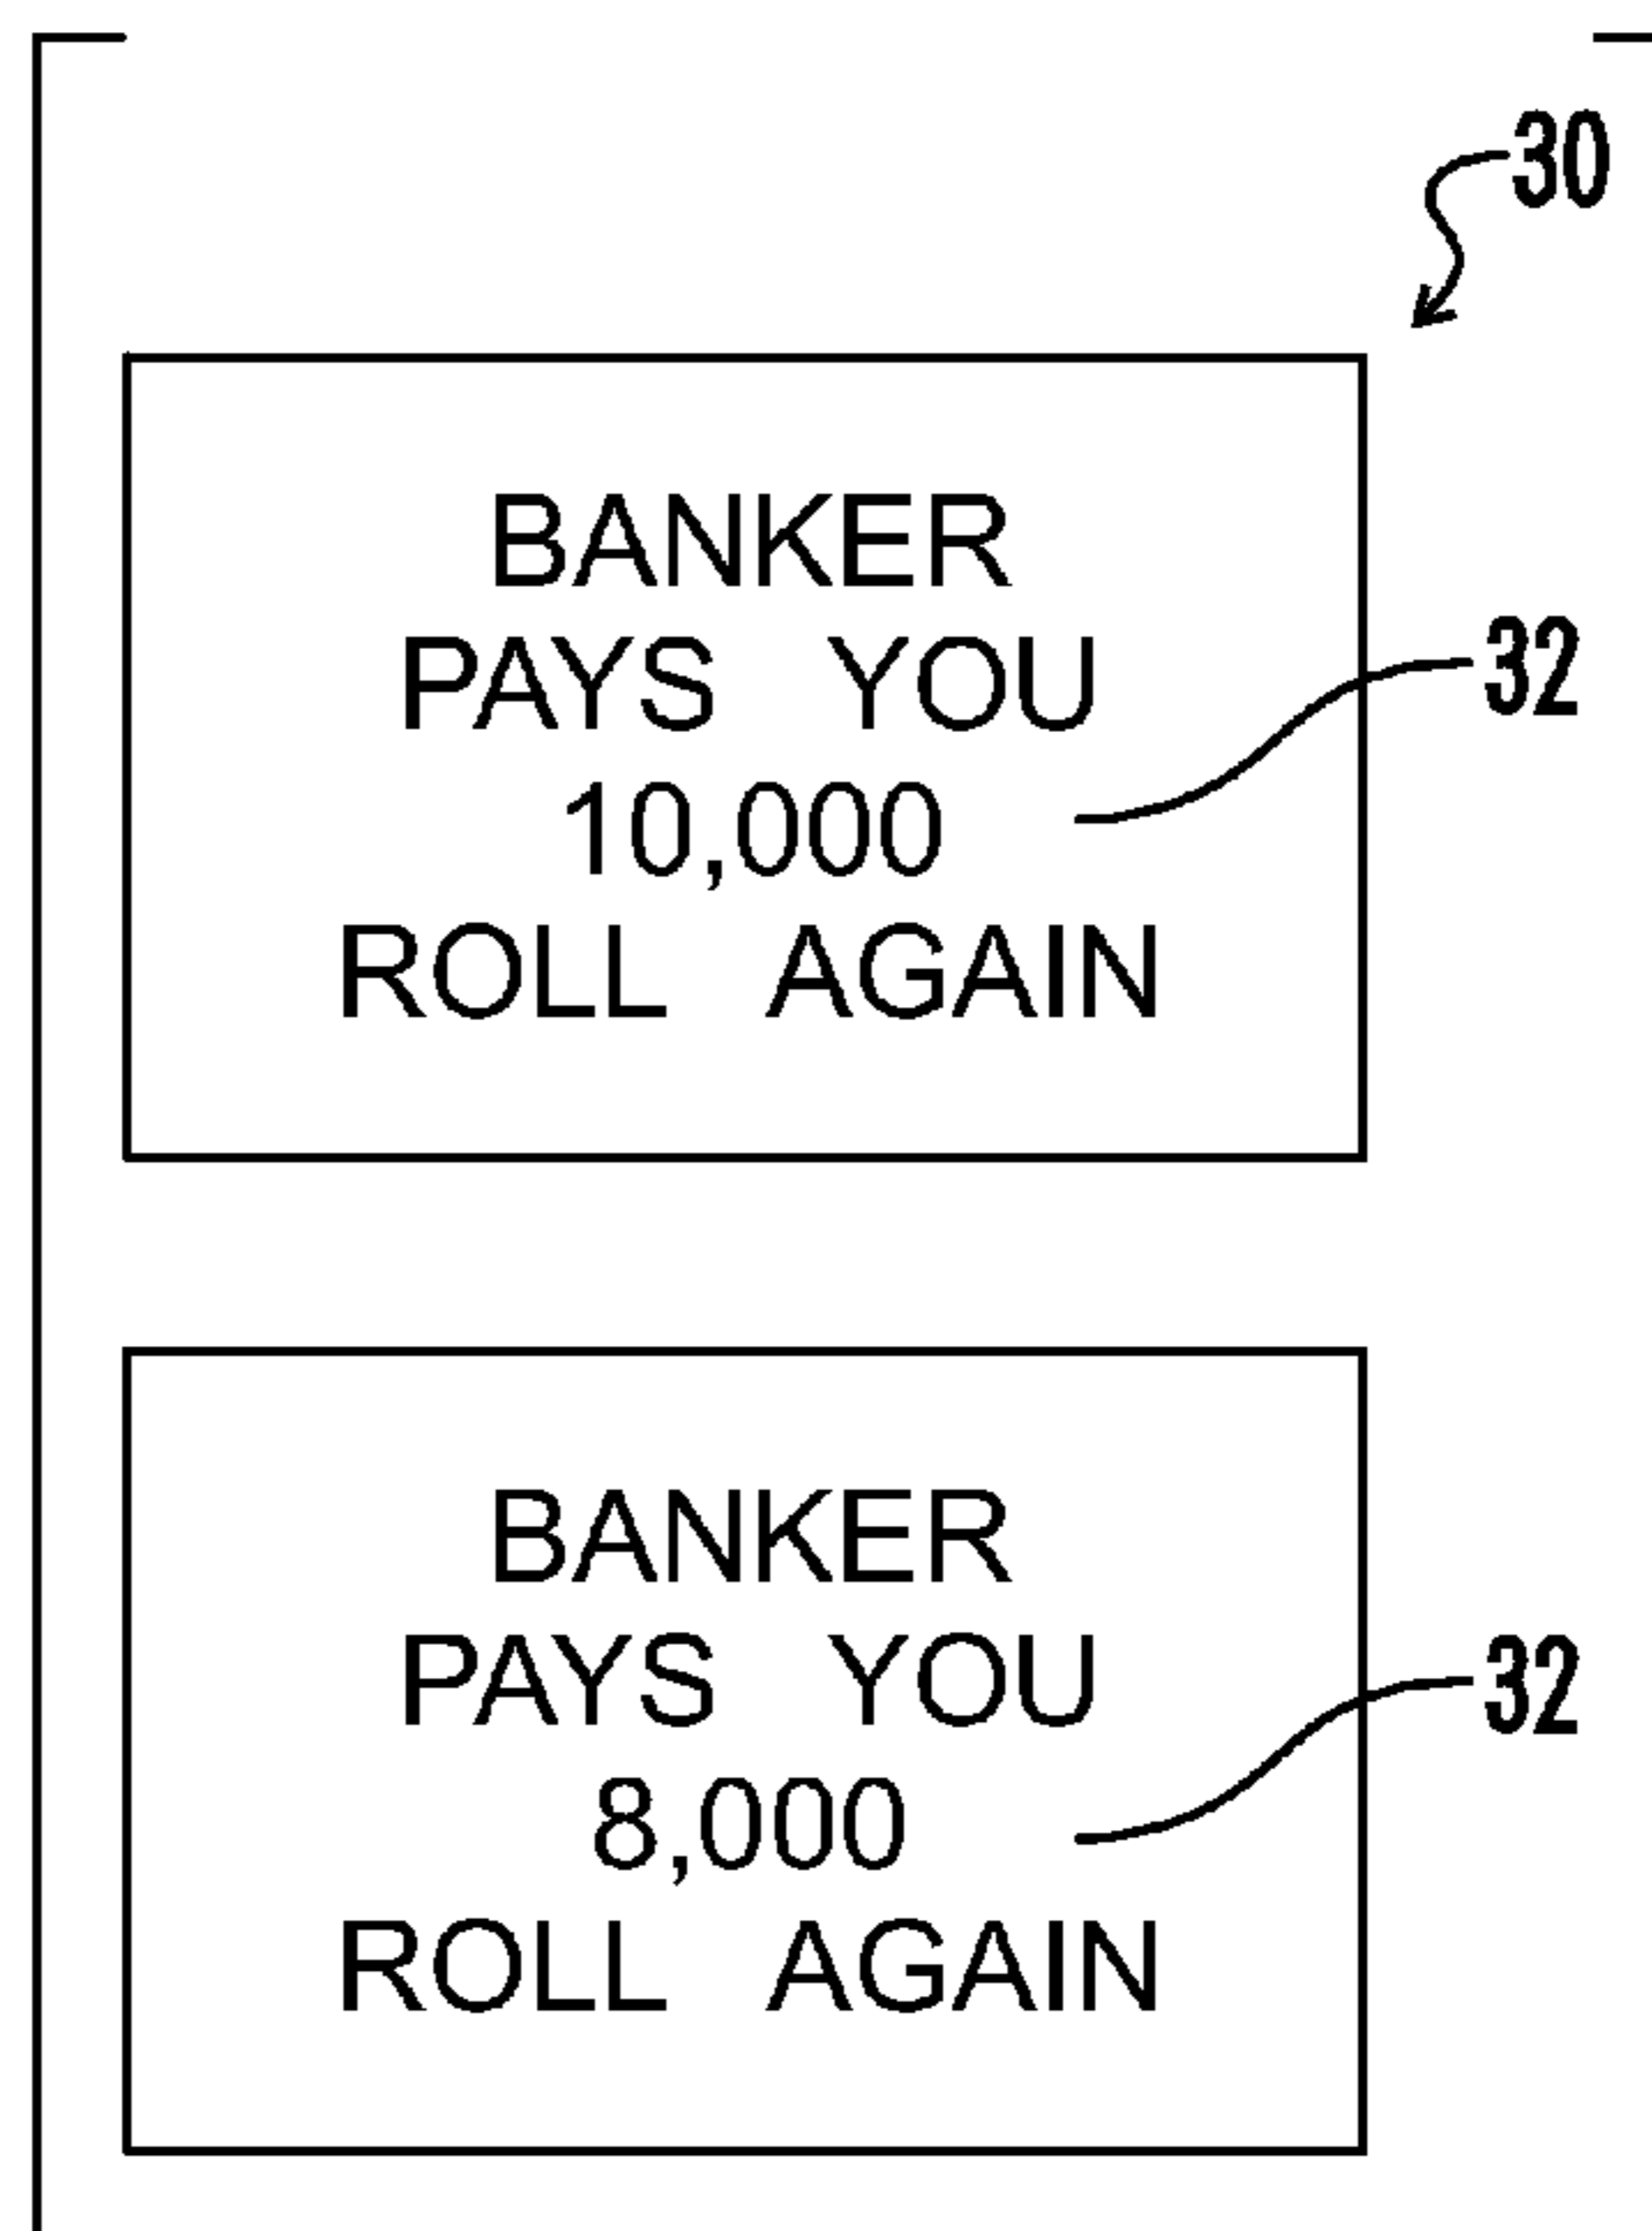 30
BANKER
PAYS YOU
32
10,000
ROLL AGAIN
BANKER
PAYS YOU
32
8,000
ROLL AGAIN